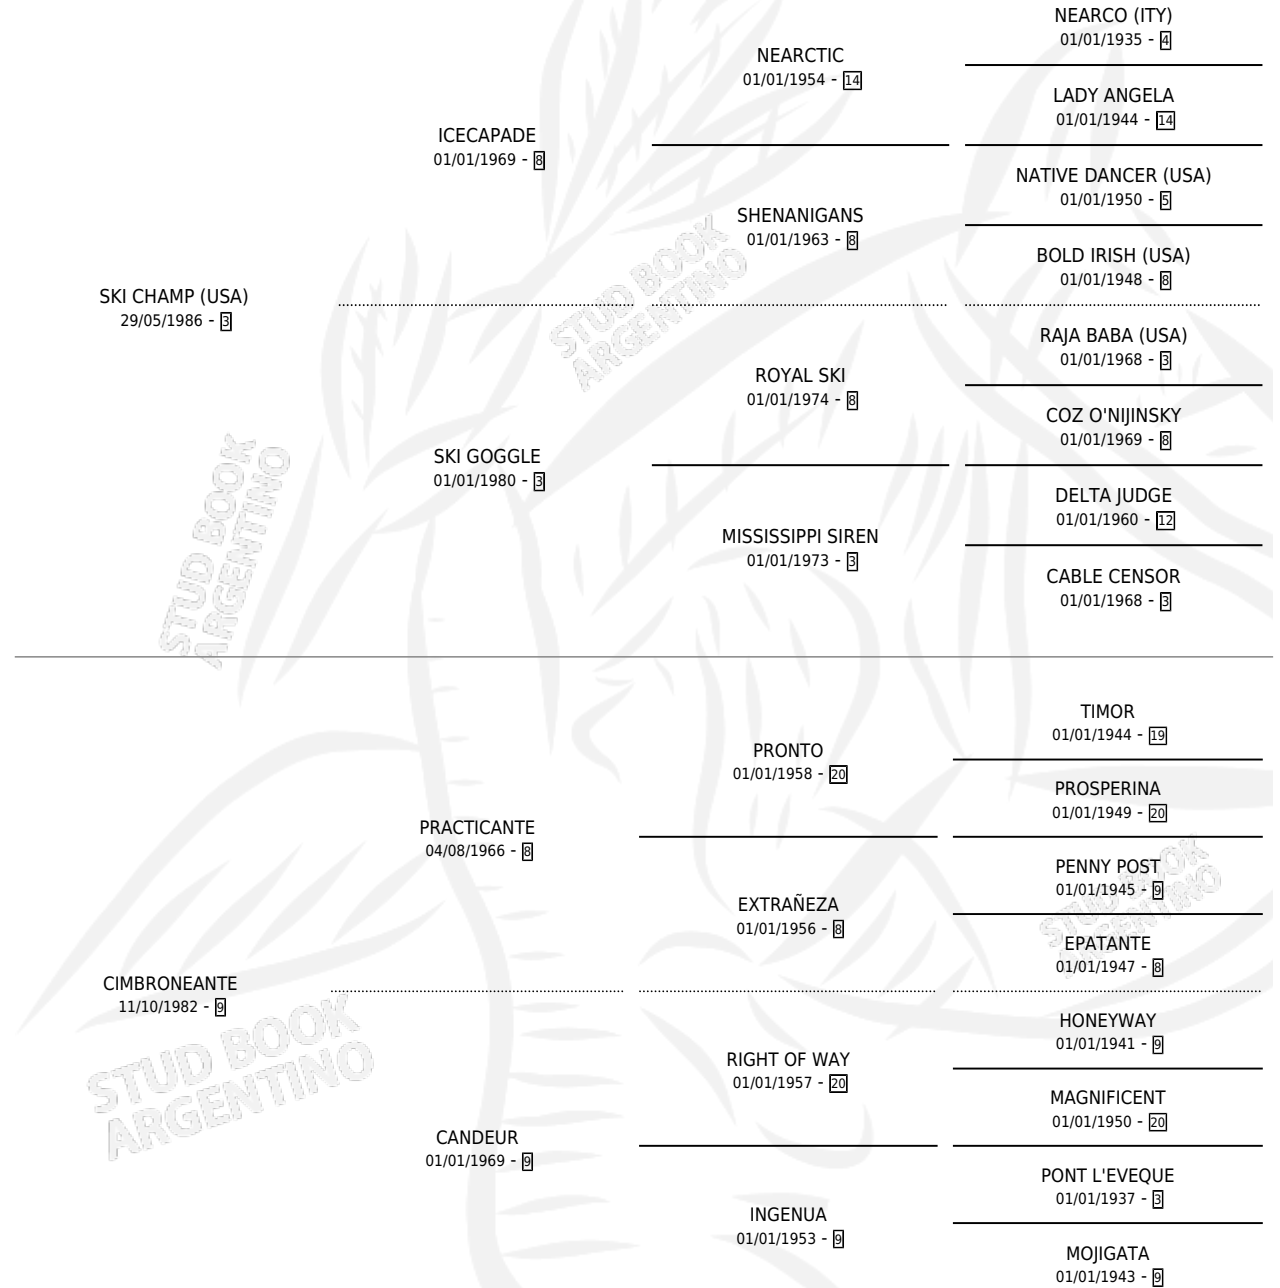 NEARCO (ITY)
01/01/1935 - 4
NEARCTIC
01/01/1954 - 14
LADY ANGELA
01/01/1944 - 14
ICECAPADE
01/01/1969 - 8
NATIVE DANCER (USA)
01/01/1950 - 5
SHENANIGANS
01/01/1963 - 8
BOLD IRISH (USA)
01/01/1948 - 8
SKI CHAMP (USA)
29/05/1986 - 3
STUD BOOK
ARGENTINO
RAJA BABA (USA)
01/01/1968 - 3
ROYAL SKI
01/01/1974 - 8
COZ O'NIJINSKY
01/01/1969 - 8
SKI GOGGLE
01/01/1980 - 3
DELTA JUDGE
01/01/1960 - 12
MISSISSIPPI SIREN
01/01/1973 - 3
CABLE CENSOR
01/01/1968 - 3
STUD BOOK
ARGENTINO
TIMOR
01/01/1944 - 19
PRONTO
01/01/1958 - 20
PROSPERINA
01/01/1949 - 20
PRACTICANTE
04/08/1966 - 8
PENNY POST
01/01/1945 - 9
EXTRAÑEZA
01/01/1956 - 8
STUD BOOK
ARGENTINO
EPATANTE
01/01/1947 - 8
CIMBRONEANTE
11/10/1982 - 9
HONEYWAY
01/01/1941 - 9
RIGHT OF WAY
01/01/1957 - 20
MAGNIFICENT
01/01/1950 - 20
STUD BOOK
ARGENTINO
CANDEUR
01/01/1969 - 9
PONT L'EVEQUE
01/01/1937 - 3
INGENUA
01/01/1953 - 9
MOJIGATA
01/01/1943 - 9